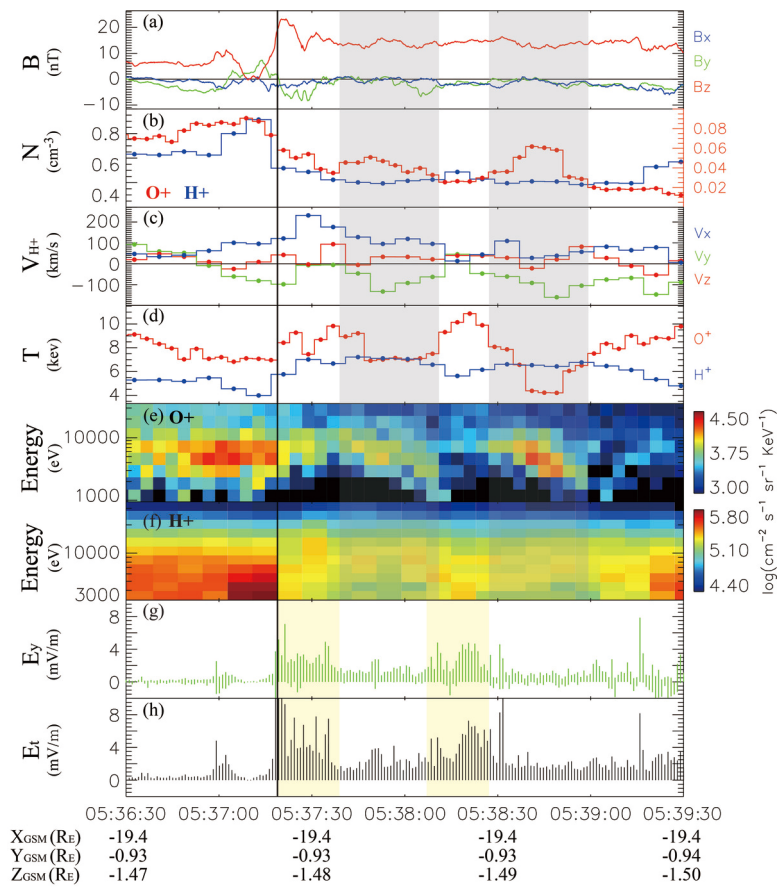 (a)
20
10
0
−10
B
(nT)
Bx
By
Bz
(b)
0.8
0.6
0.4
N
(cm-3)
O+ H+
0.08
0.06
0.04
0.02
(c)
200
100
0
−100
VH+
(km/s)
Vx
Vy
Vz
(d)
10
8
6
4
T
(kev)
O+
H+
(e) O+
10000
1000
Energy
(eV)
4.50
3.75
3.00
(f) H+
10000
3000
Energy
(eV)
5.80
5.10
4.40
log(cm−2 s−1 sr−1 KeV−1)
(g)
8
4
0
Ey
(mV/m)
(h)
8
4
0
Et
(mV/m)
05:36:30 05:37:00 05:37:30 05:38:00 05:38:30 05:39:00 05:39:30
XGSM (RE) -19.4 -19.4 -19.4 -19.4
YGSM (RE) -0.93 -0.93 -0.93 -0.94
ZGSM (RE) -1.47 -1.48 -1.49 -1.50